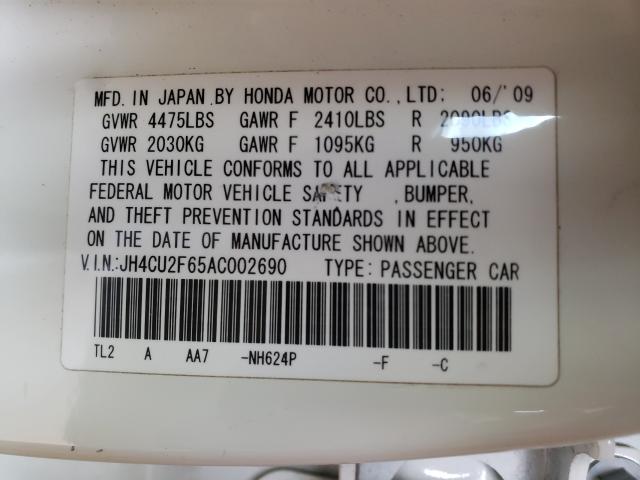 MFD. IN JAPAN BY HONDA MOTOR CO., LTD: 06/'09
GVWR 4475LBS GAWR F 2410LBS R 2090LBS
GVWR 2030KG GAWR F 1095KG R 950KG
THIS VEHICLE CONFORMS TO ALL APPLICABLE
FEDERAL MOTOR VEHICLE SAFETY , BUMPER,
AND THEFT PREVENTION STANDARDS IN EFFECT
ON THE DATE OF MANUFACTURE SHOWN ABOVE.
V.I.N.:JH4CU2F65AC002690 TYPE: PASSENGER CAR
TL2 A AA7 -NH624P -F -C